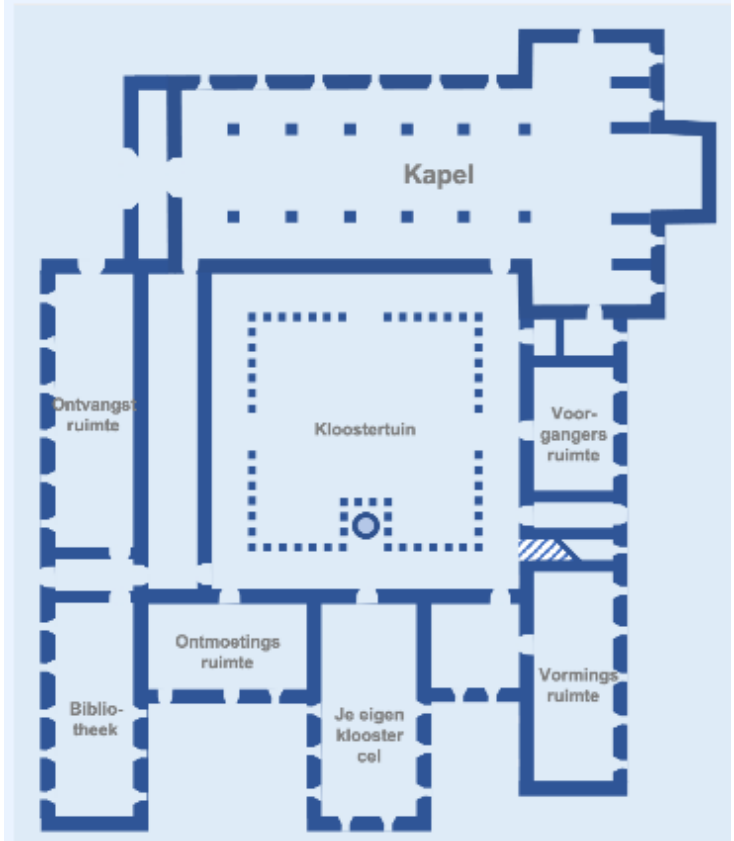 Kapel
Ontvangst
ruimte
Kloostertuin
Voor-
gangers
ruimte
Ontmoetings
ruimte
Vormings
ruimte
Biblio-
theek
Je eigen
klooster
cel